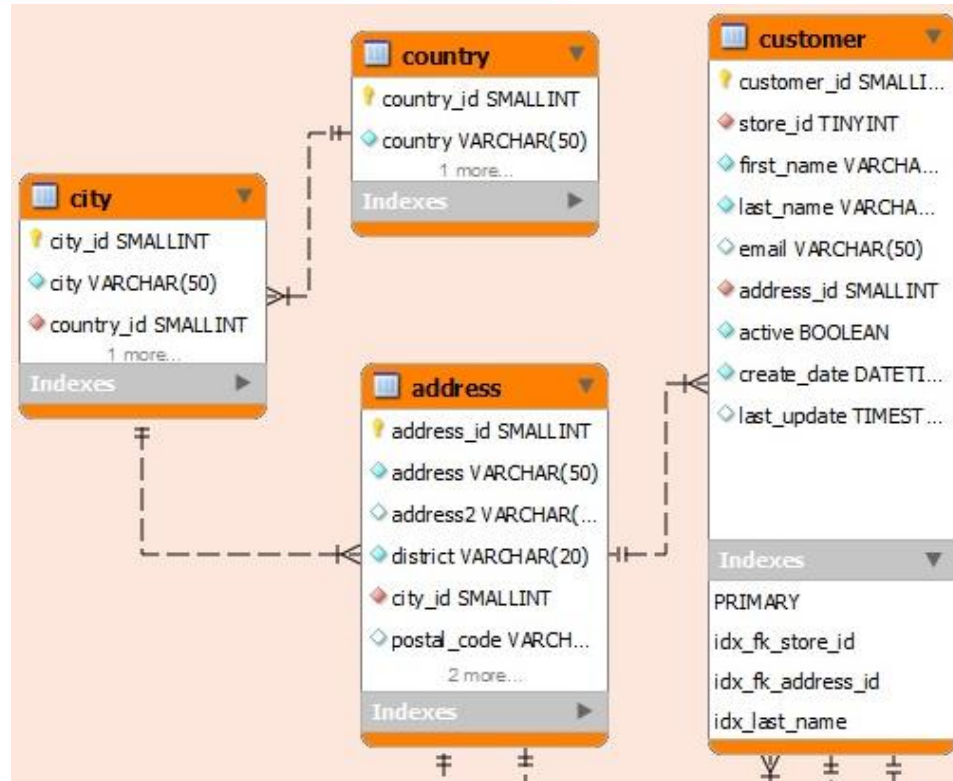 country
country_id SMALLINT
country VARCHAR(50)
1 more...
Indexes
city
city_id SMALLINT
city VARCHAR(50)
country_id SMALLINT
1 more...
Indexes
address
address_id SMALLINT
address VARCHAR(50)
address2 VARCHAR(...
district VARCHAR(20)
city_id SMALLINT
postal_code VARCH...
2 more...
Indexes
customer
customer_id SMALLI...
store_id TINYINT
first_name VARCHA...
last_name VARCHA...
email VARCHAR(50)
address_id SMALLINT
active BOOLEAN
create_date DATETI...
last_update TIMEST...
Indexes
PRIMARY
idx_fk_store_id
idx_fk_address_id
idx_last_name